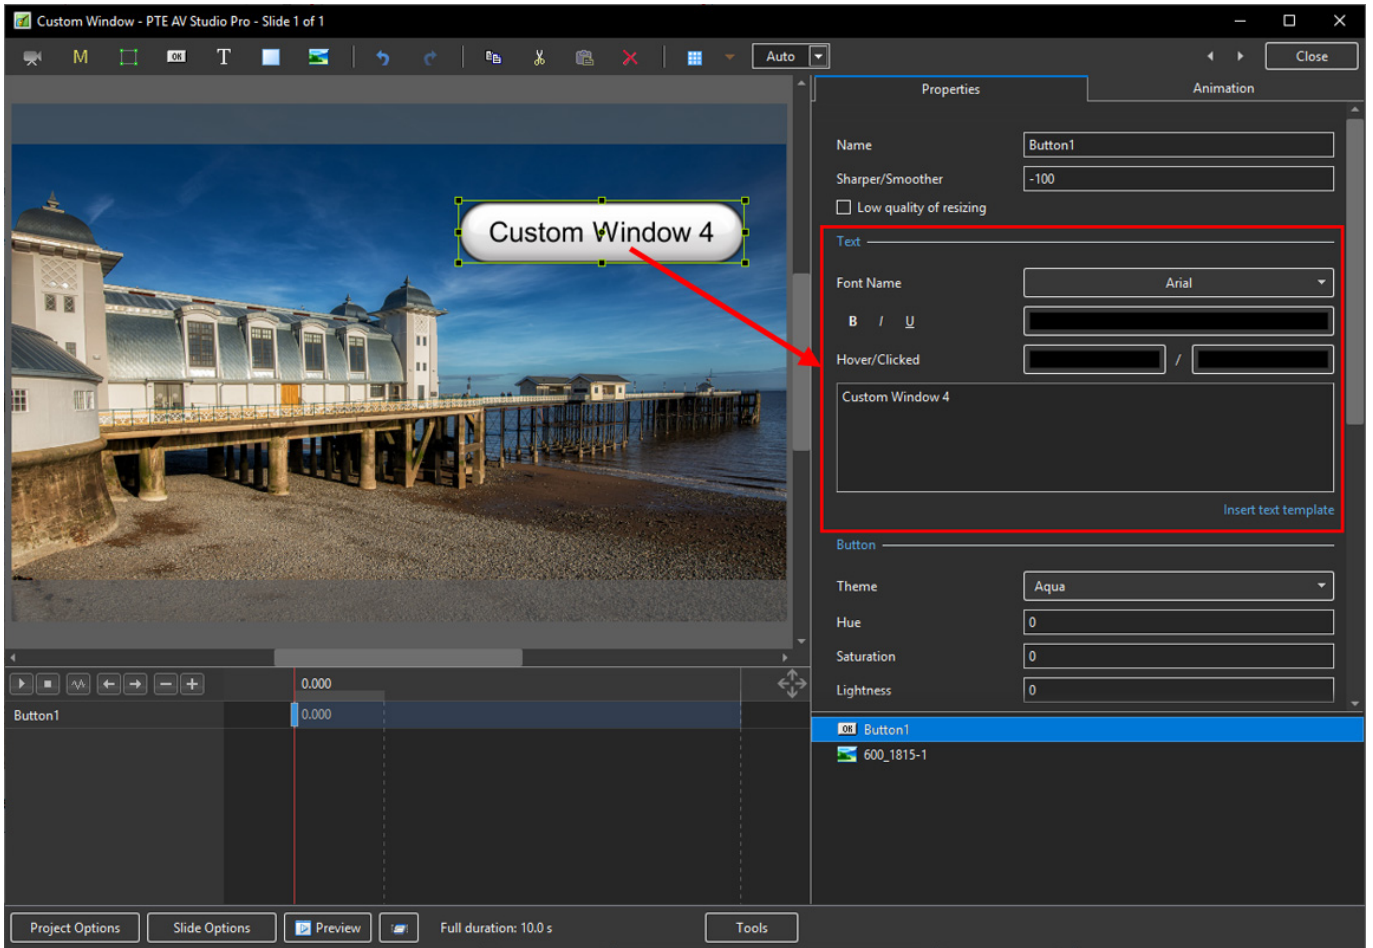 Custom Window - PTE AV Studio Pro - Slide 1 of 1
M OK T Auto Close
Properties Animation
Name Button1
Sharper/Smoother -100
Low quality of resizing
Custom Window 4
Text
Font Name Arial
B I U
Hover/Clicked /
Custom Window 4
Insert text template
Button
Theme Aqua
Hue 0
Saturation 0
Lightness 0
0.000
Button1 0.000
OK Button1
600_1815-1
Project Options Slide Options Preview Full duration: 10.0 s Tools